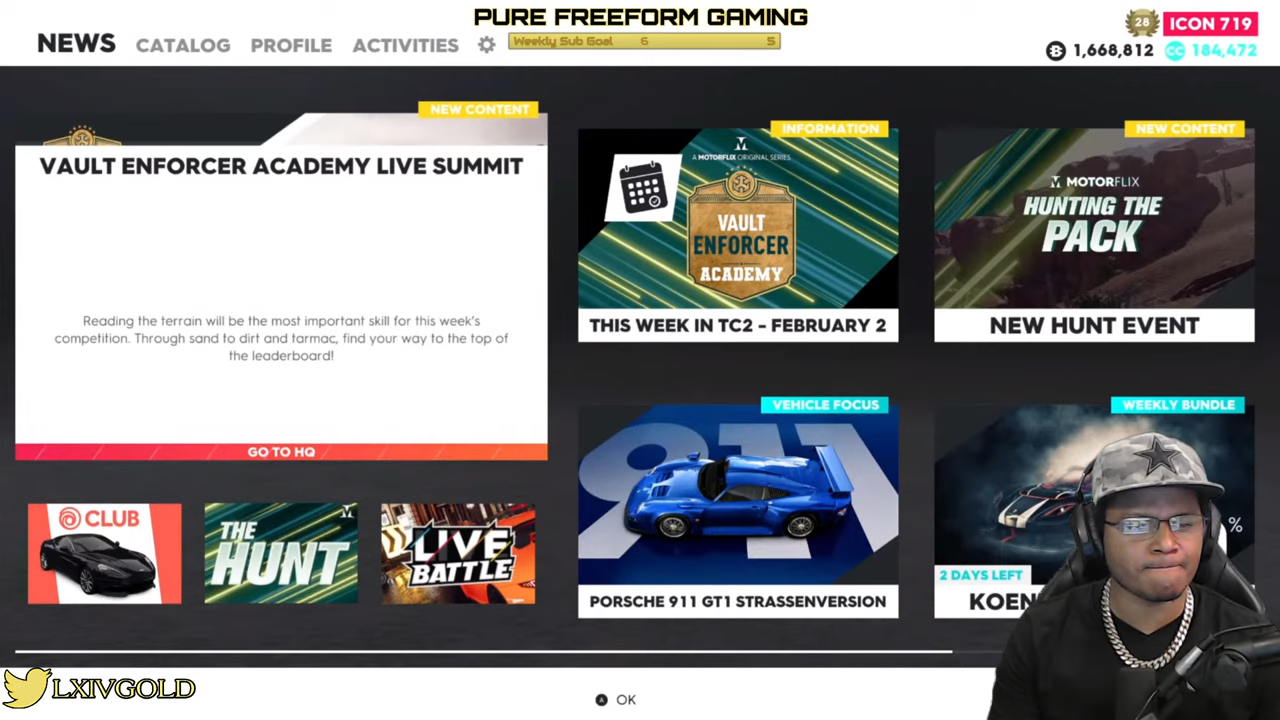 PURE FREEFORM GAMING
NEWS CATALOG PROFILE ACTIVITIES
Weekly Sub Goal 6 5
28 ICON 719
1,668,812 CC 184,472
NEW CONTENT
VAULT ENFORCER ACADEMY LIVE SUMMIT
Reading the terrain will be the most important skill for this week's
competition. Through sand to dirt and tarmac, find your way to the top of
the leaderboard!
GO TO HQ
INFORMATION
A MOTORFLIX ORIGINAL SERIES
VAULT
ENFORCER
ACADEMY
THIS WEEK IN TC2 - FEBRUARY 2
NEW CONTENT
MOTORFLIX
HUNTING THE
PACK
NEW HUNT EVENT
CLUB
THE
HUNT
LIVE
BATTLE
VEHICLE FOCUS
911
PORSCHE 911 GT1 STRASSENVERSION
WEEKLY BUNDLE
%
2 DAYS LEFT
LXIVGOLD
A OK